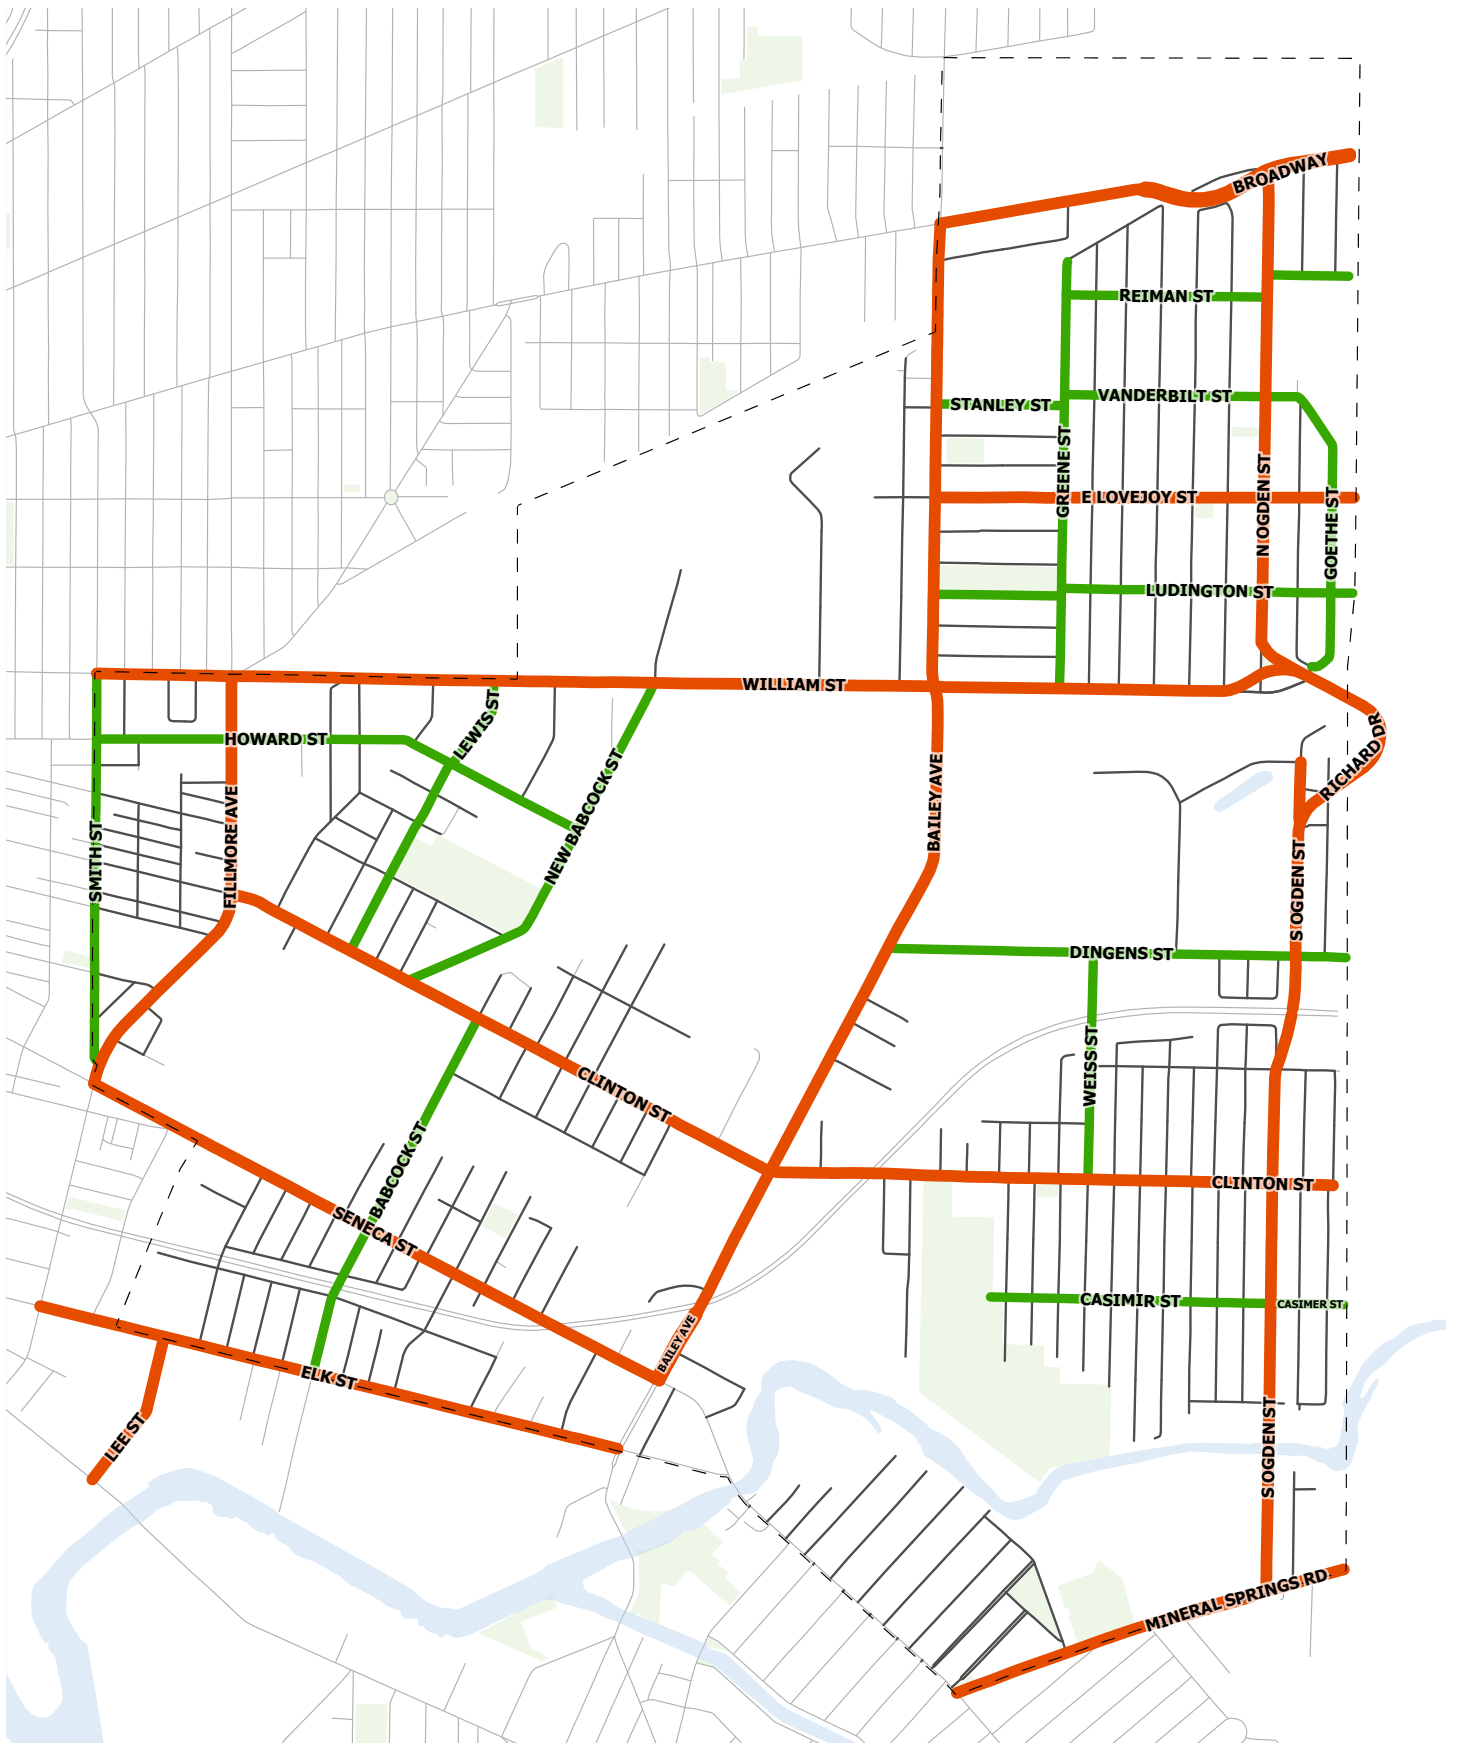 BROADWAY
REIMAN ST
VANDERBILT ST
STANLEY ST
GREENE ST
N OGDEN ST
E LOVEJOY ST
GOETHE ST
LUDINGTON ST
WILLIAM ST
LEWIS ST
HOWARD ST
NEW BABCOCK ST
RICHARD DR
BAILEY AVE
SMITH ST
FILLMORE AVE
S OGDEN ST
DINGENS ST
WEISS ST
CLINTON ST
BABCOCK ST
CLINTON ST
SENECA ST
CASIMIR ST
CASIMER ST
BAILEY AVE
ELK ST
LEE ST
S OGDEN ST
MINERAL SPRINGS RD